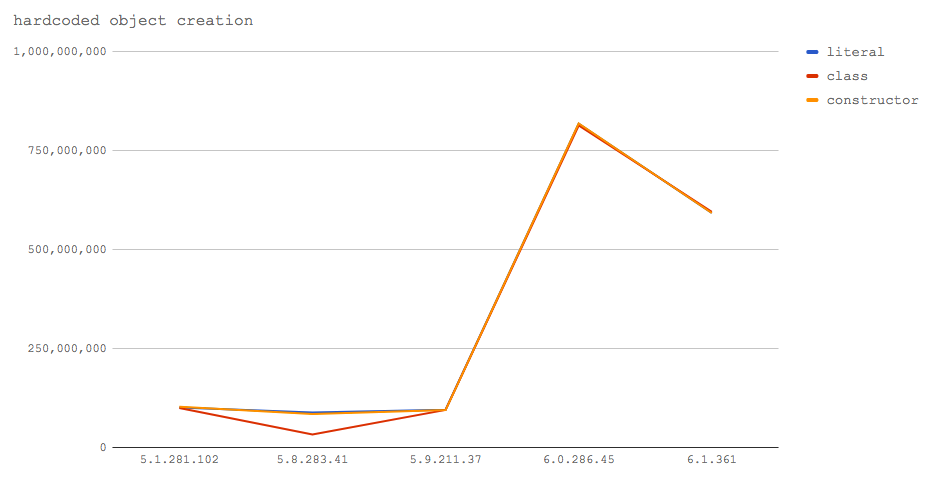 hardcoded object creation
1,000,000,000
750,000,000
500,000,000
250,000,000
0
5.1.281.102 5.8.283.41 5.9.211.37 6.0.286.45 6.1.361
literal
class
constructor